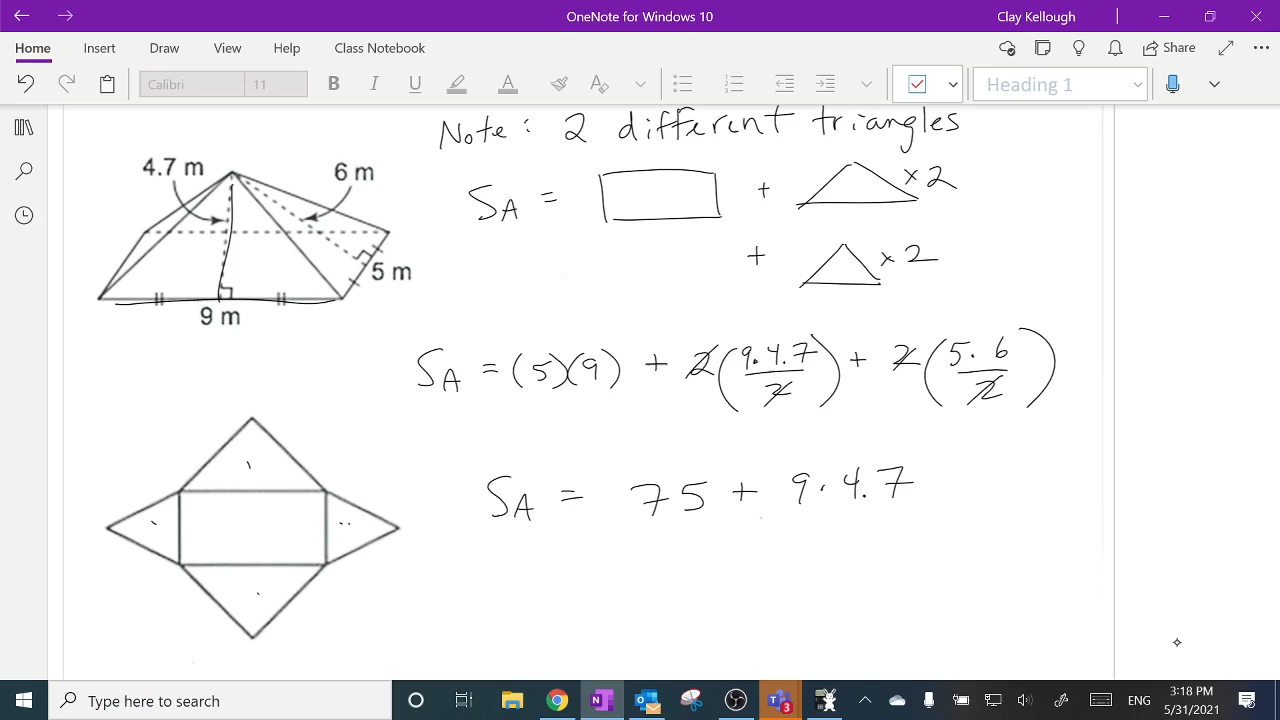 OneNote for Windows 10
Clay Kellough
Home Insert Draw View Help Class Notebook Share
Calibri 11 B I U A Heading 1
Note: 2 different triangles
4.7 m 6 m
5 m
9 m
SA = + × 2
+ × 2
SA = (5)(9) + 2(9·4.7/2) + 2(5·6/2)
SA = 75 + 9·4.7
Type here to search
3
ENG
3:18 PM
5/31/2021